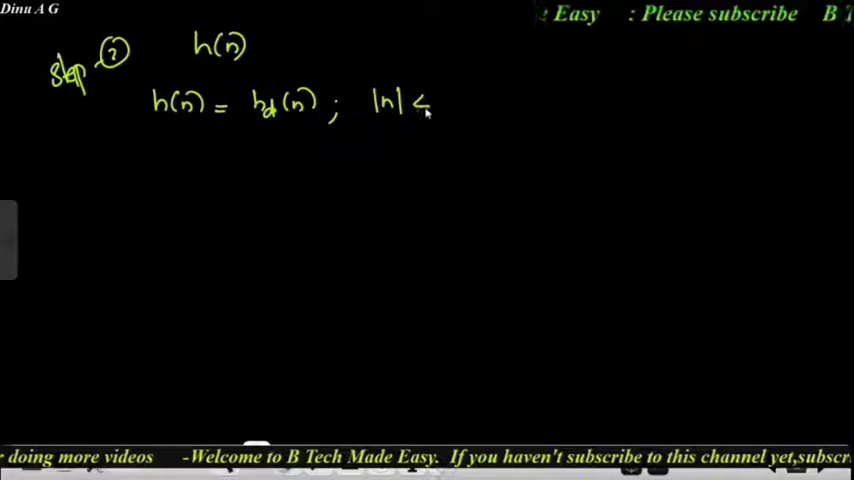 Dinu A G
Easy : Please subscribe B
step ② h(n)
h(n) = hd(n) ; |n| <
doing more videos -Welcome to B Tech Made Easy. If you haven't subscribe to this channel yet,subscr